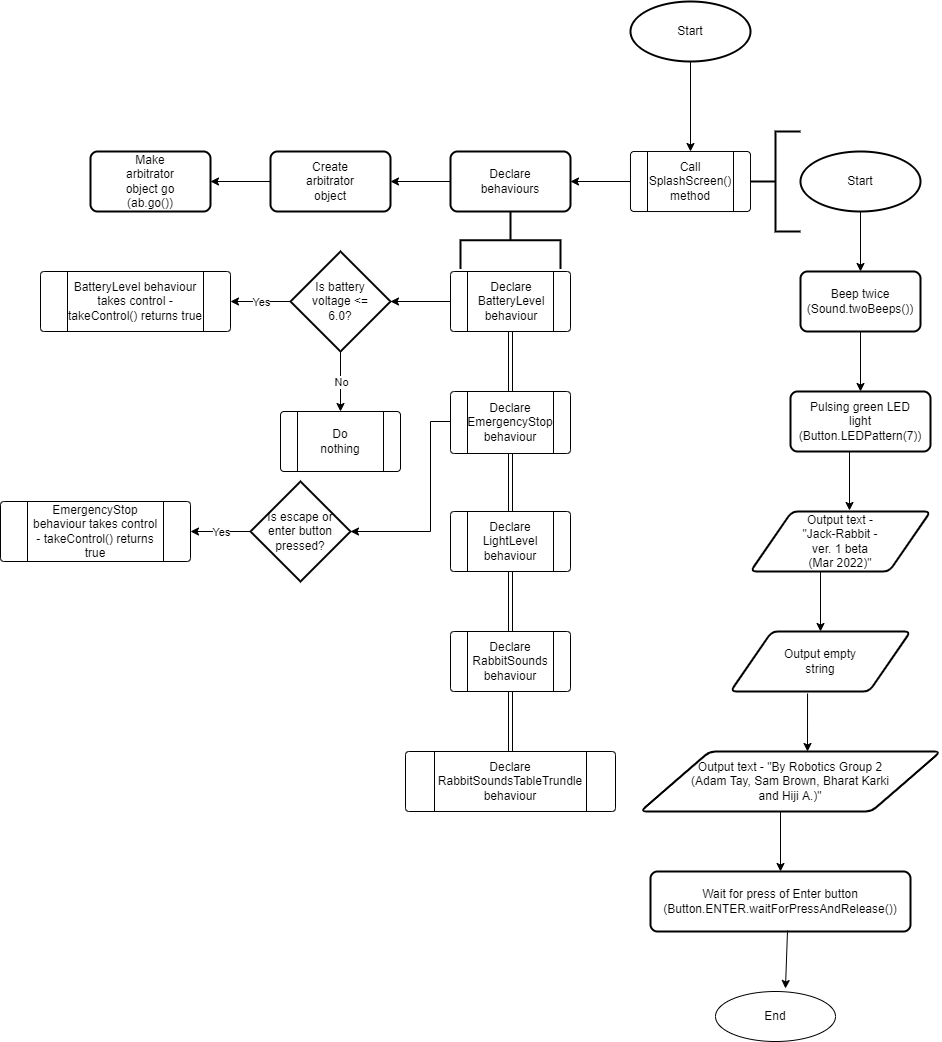 Start
Make
arbitrator
object go
(ab.go())
Create
arbitrator
object
Declare
behaviours
Call
SplashScreen()
method
Start
BatteryLevel behaviour
takes control -
takeControl() returns true
Yes
Is battery
voltage <=
6.0?
Declare
BatteryLevel
behaviour
Beep twice
(Sound.twoBeeps())
No
Do
nothing
Declare
EmergencyStop
behaviour
Pulsing green LED
light
(Button.LEDPattern(7))
EmergencyStop
behaviour takes control
- takeControl() returns
true
Yes
Is escape or
enter button
pressed?
Declare
LightLevel
behaviour
Output text -
"Jack-Rabbit -
ver. 1 beta
(Mar 2022)"
Declare
RabbitSounds
behaviour
Output empty
string
Declare
RabbitSoundsTableTrundle
behaviour
Output text - "By Robotics Group 2
(Adam Tay, Sam Brown, Bharat Karki
and Hiji A.)"
Wait for press of Enter button
(Button.ENTER.waitForPressAndRelease())
End